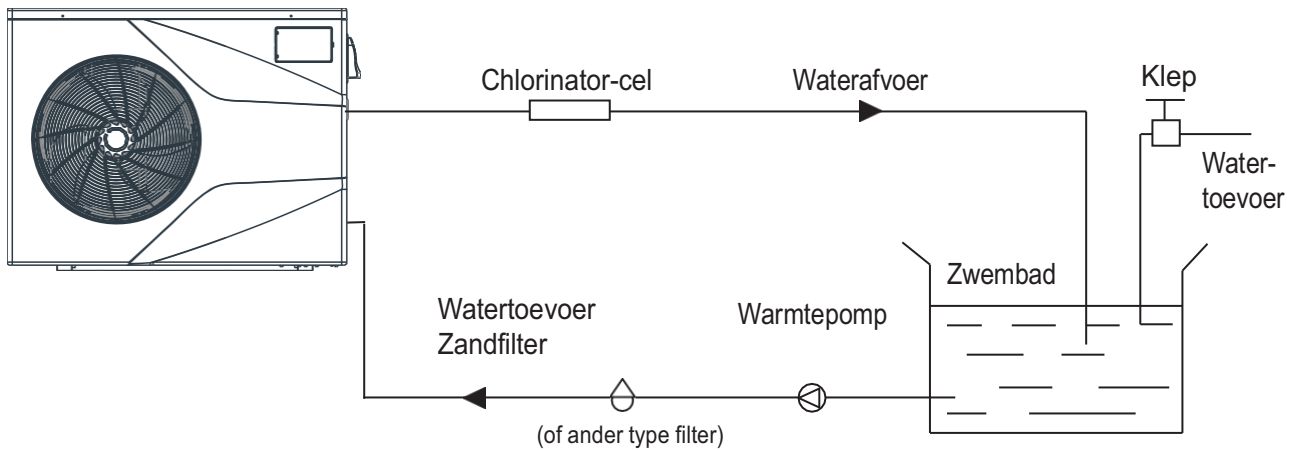 Chlorinator-cel
Waterafvoer
Klep
Water-
toevoer
Zwembad
Watertoevoer
Zandfilter
Warmtepomp
(of ander type filter)